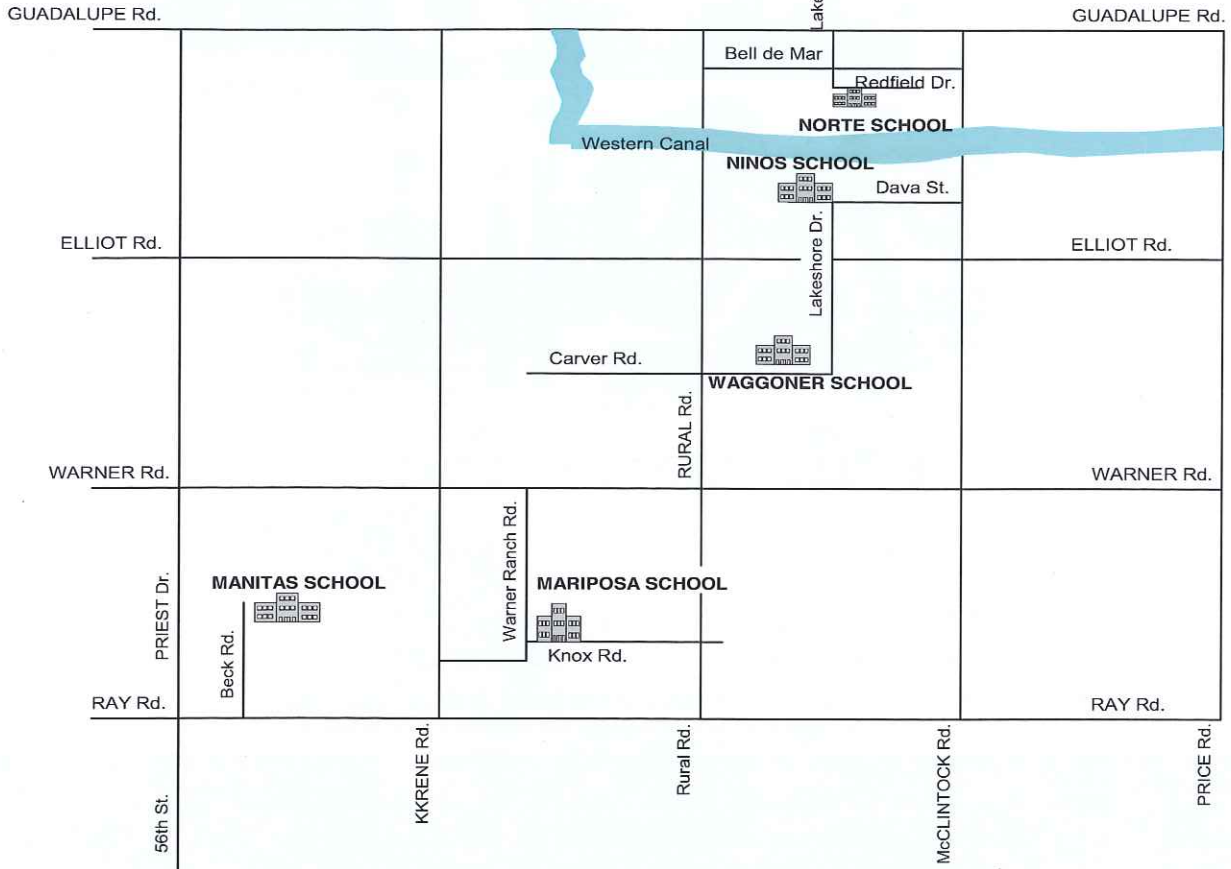 GUADALUPE Rd.
Lake
GUADALUPE Rd.
Bell de Mar
Redfield Dr.
NORTE SCHOOL
Western Canal
NINOS SCHOOL
Dava St.
ELLIOT Rd.
Lakeshore Dr.
ELLIOT Rd.
Carver Rd.
WAGGONER SCHOOL
RURAL Rd.
WARNER Rd.
WARNER Rd.
Warner Ranch Rd.
PRIEST Dr.
MANITAS SCHOOL
MARIPOSA SCHOOL
Beck Rd.
Knox Rd.
RAY Rd.
RAY Rd.
56th St.
KKRENE Rd.
Rural Rd.
McCLINTOCK Rd.
PRICE Rd.